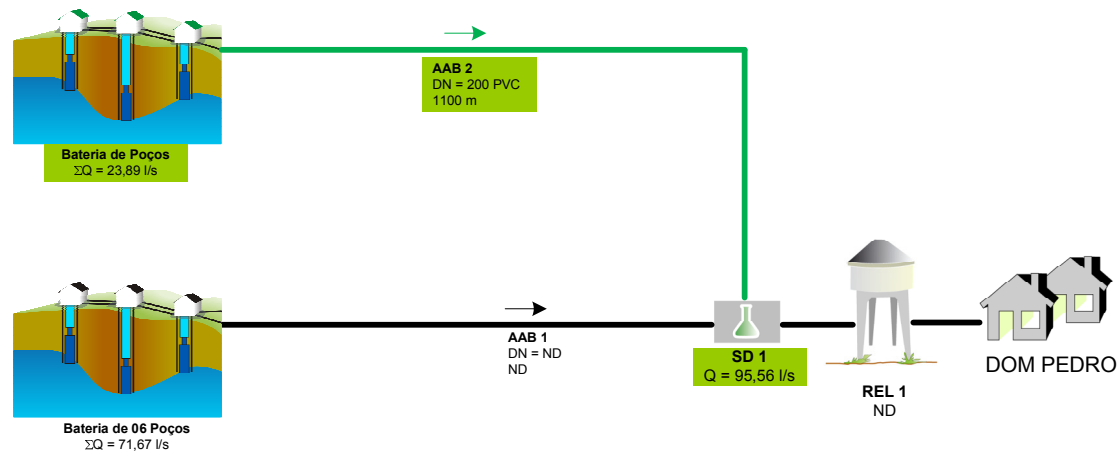 AAB 2
DN = 200 PVC
1100 m
Bateria de Poços
ΣQ = 23,89 l/s
AAB 1
DN = ND
ND
SD 1
Q = 95,56 l/s
REL 1
ND
DOM PEDRO
Bateria de 06 Poços
ΣQ = 71,67 l/s